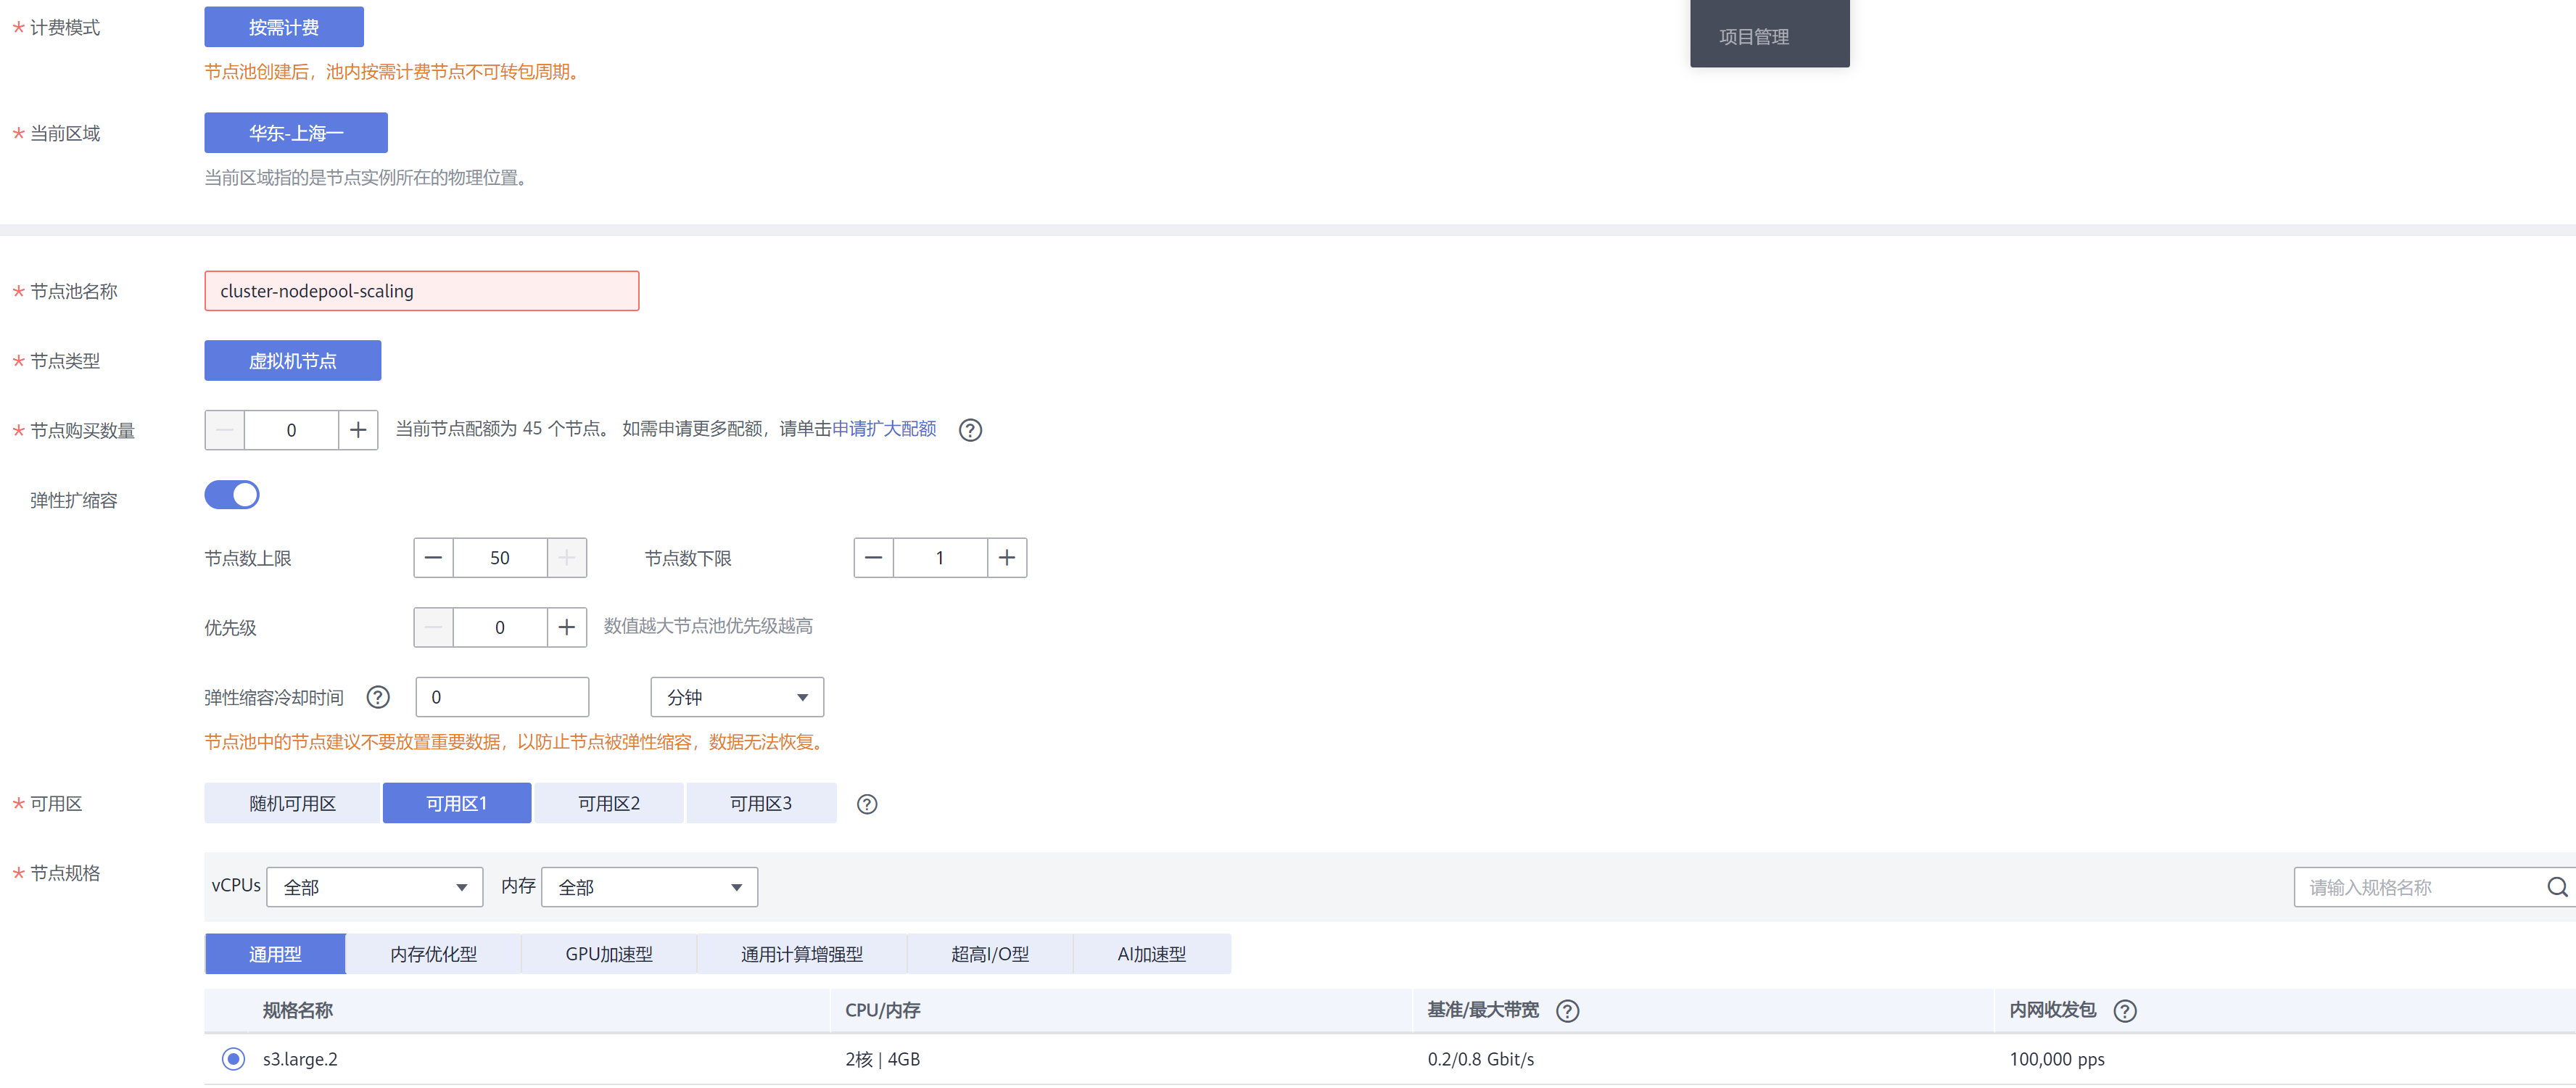 项目管理
* 计费模式 按需计费
节点池创建后，池内按需计费节点不可转包周期。
* 当前区域 华东-上海一
当前区域指的是节点实例所在的物理位置。
* 节点池名称 cluster-nodepool-scaling
* 节点类型 虚拟机节点
* 节点购买数量 — 0 + 当前节点配额为 45 个节点。 如需申请更多配额，请单击申请扩大配额 ?
弹性扩缩容
节点数上限 — 50 + 节点数下限 — 1 +
优先级 — 0 + 数值越大节点池优先级越高
弹性缩容冷却时间 ? 0 分钟
节点池中的节点建议不要放置重要数据，以防止节点被弹性缩容，数据无法恢复。
* 可用区 随机可用区 可用区1 可用区2 可用区3 ?
* 节点规格 vCPUs 全部 内存 全部 请输入规格名称
通用型 内存优化型 GPU加速型 通用计算增强型 超高I/O型 AI加速型
规格名称 CPU/内存 基准/最大带宽 ? 内网收发包 ?
s3.large.2 2核 | 4GB 0.2/0.8 Gbit/s 100,000 pps